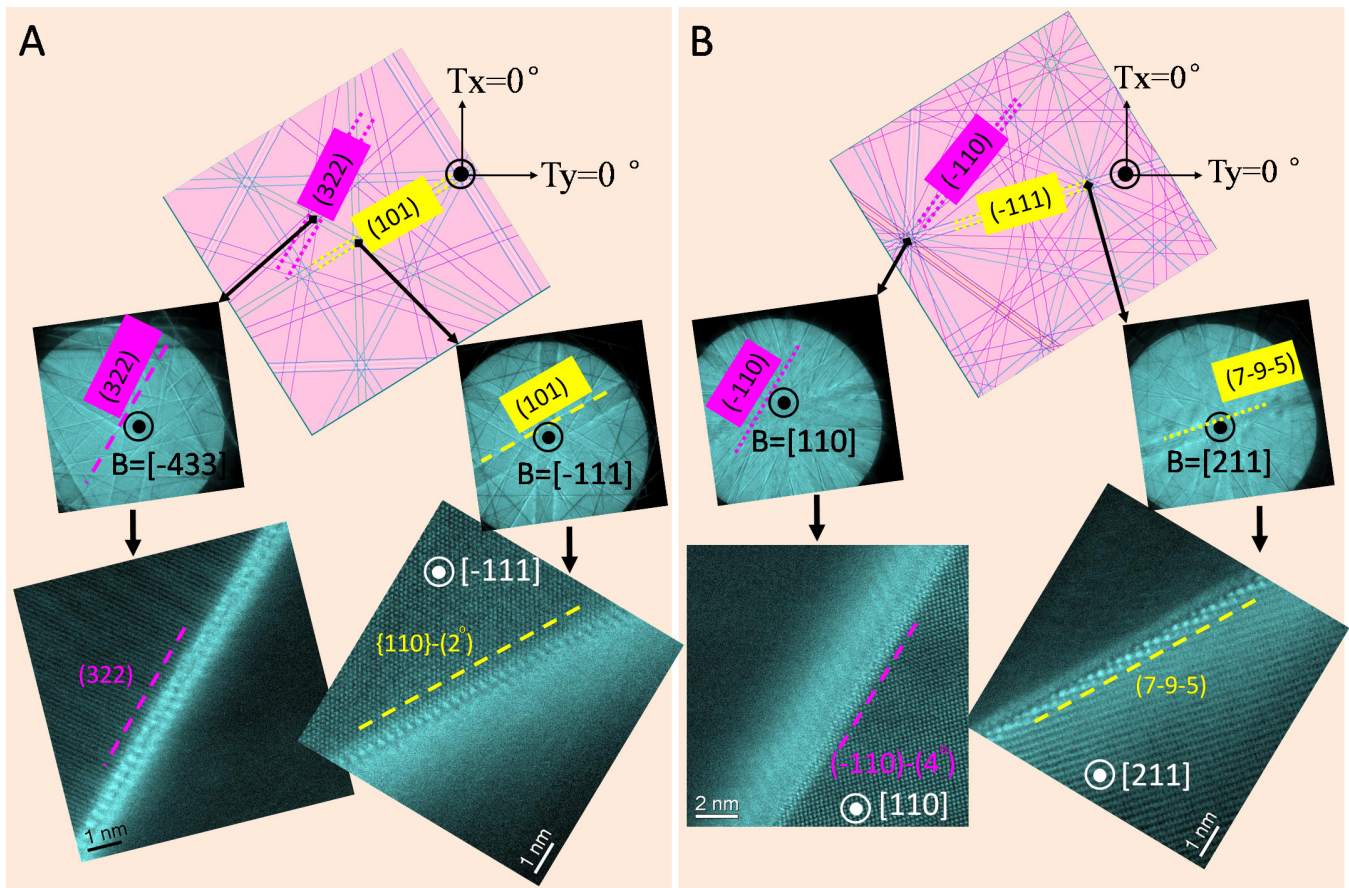 A
Tx=0°
Ty=0 °
(322)
(101)
(322)
B=[-433]
(101)
B=[-111]
(322)
1 nm
[-111]
{110}-(2°)
1 nm
B
Tx=0°
Ty=0 °
(-110)
(-111)
(-110)
B=[110]
(7-9-5)
B=[211]
(-110)-(4°)
[110]
2 nm
(7-9-5)
[211]
1 nm